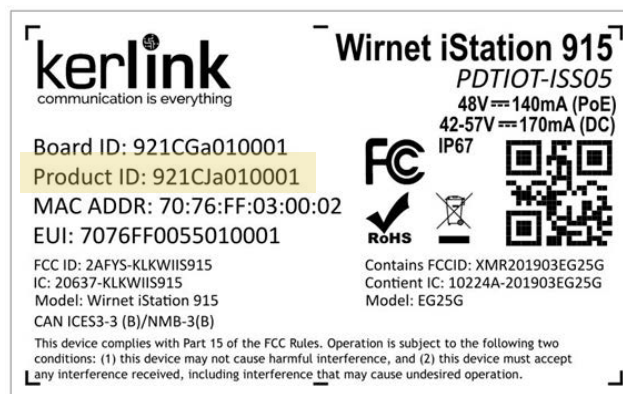 kerlink
communication is everything
Wirnet iStation 915
PDTIOT-ISS05
48V⎓140mA (PoE)
42-57V⎓170mA (DC)
IP67
Board ID: 921CGa010001
Product ID: 921CJa010001
MAC ADDR: 70:76:FF:03:00:02
EUI: 7076FF0055010001
FC
RoHS
FCC ID: 2AFYS-KLKWIIS915
IC: 20637-KLKWIIS915
Model: Wirnet iStation 915
CAN ICES3-3 (B)/NMB-3(B)
Contains FCCID: XMR201903EG25G
Contient IC: 10224A-201903EG25G
Model: EG25G
This device complies with Part 15 of the FCC Rules. Operation is subject to the following two
conditions: (1) this device may not cause harmful interference, and (2) this device must accept
any interference received, including interference that may cause undesired operation.